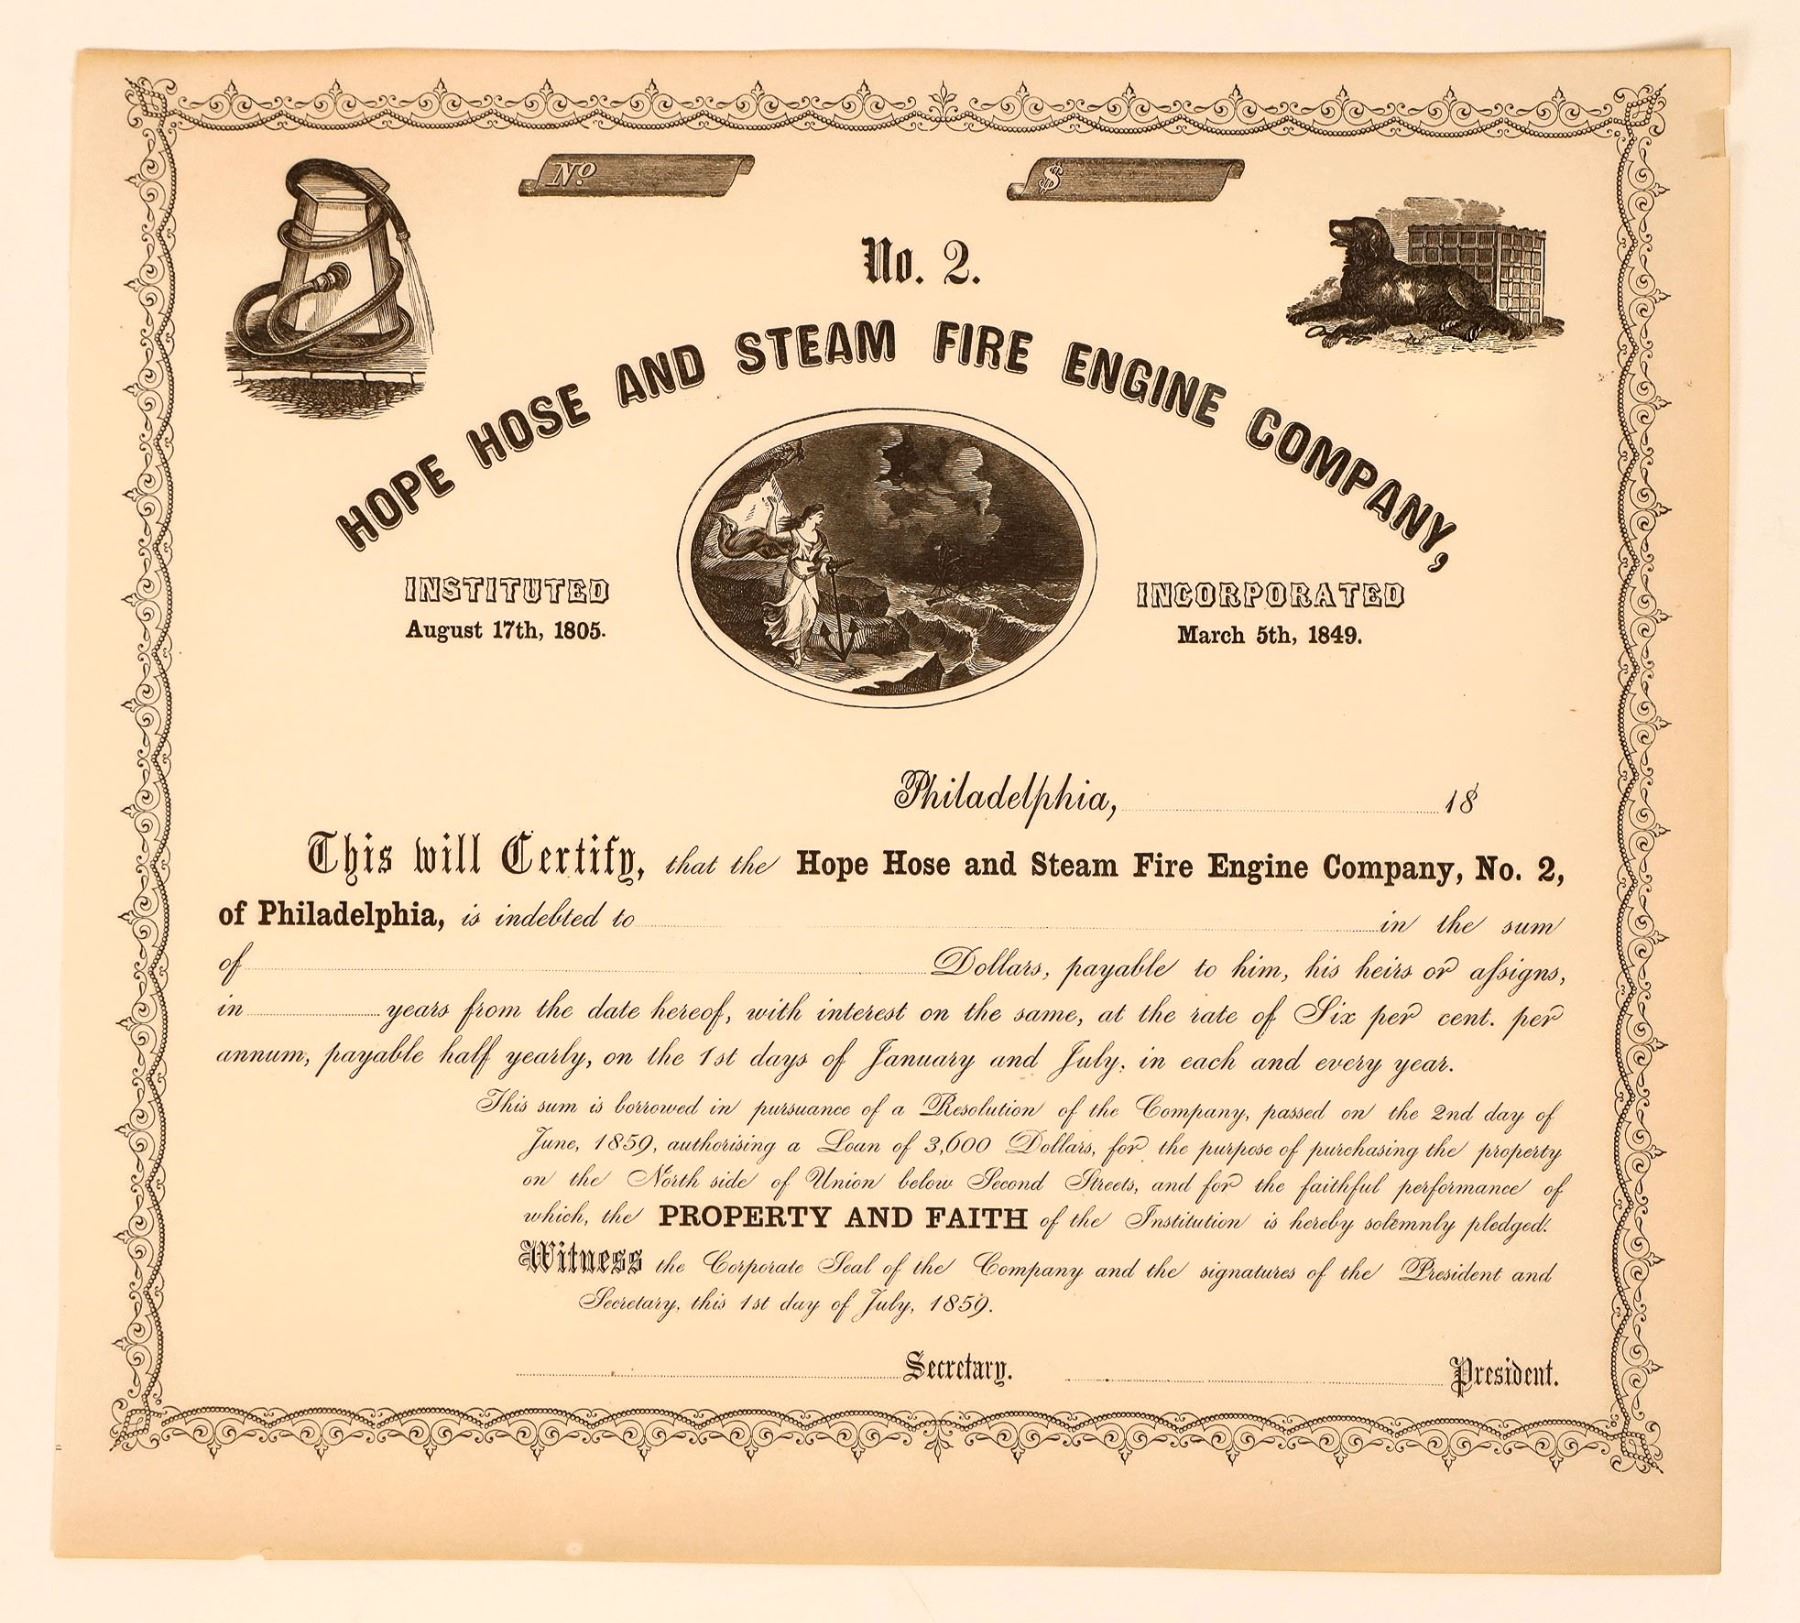 No.
$
No. 2.
HOPE HOSE AND STEAM FIRE ENGINE COMPANY,
INSTITUTED
August 17th, 1805.
INCORPORATED
March 5th, 1849.
Philadelphia, 18
This will Certify, that the Hope Hose and Steam Fire Engine Company, No. 2,
of Philadelphia, is indebted to in the sum
of Dollars, payable to him, his heirs or assigns,
in years from the date hereof, with interest on the same, at the rate of Six per cent. per
annum, payable half yearly, on the 1st days of January and July, in each and every year.
This sum is borrowed in pursuance of a Resolution of the Company, passed on the 2nd day of
June, 1859, authorising a Loan of 3,600 Dollars, for the purpose of purchasing the property
on the North side of Union below Second Streets, and for the faithful performance of
which, the PROPERTY AND FAITH of the Institution is hereby solemnly pledged.
Witness the Corporate Seal of the Company and the signatures of the President and
Secretary, this 1st day of July, 1859.
Secretary. President.